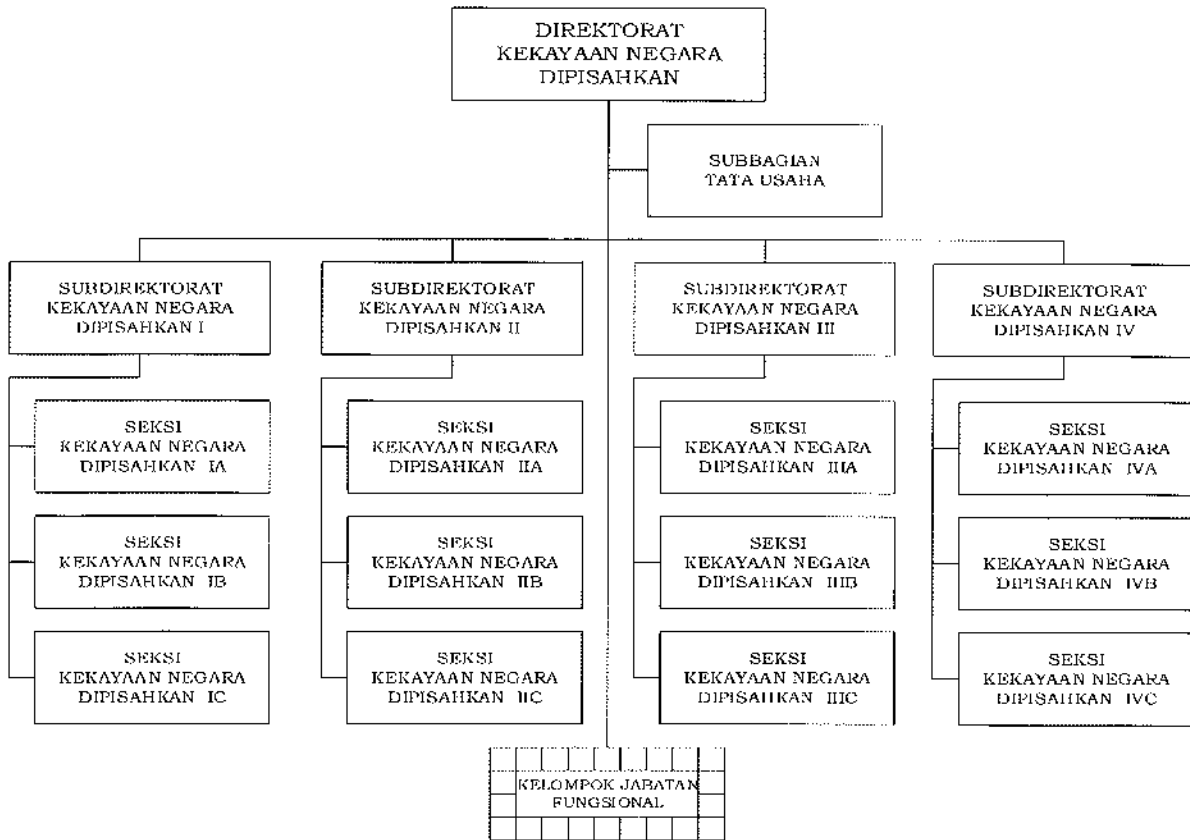 DIREKTORAT
KEKAYAAN NEGARA
DIPISAHKAN
SUBBAGIAN
TATA USAHA
SUBDIREKTORAT
KEKAYAAN NEGARA
DIPISAHKAN I
SUBDIREKTORAT
KEKAYAAN NEGARA
DIPISAHKAN II
SUBDIREKTORAT
KEKAYAAN NEGARA
DIPISAHKAN III
SUBDIREKTORAT
KEKAYAAN NEGARA
DIPISAHKAN IV
SEKSI
KEKAYAAN NEGARA
DIPISAHKAN IA
SEKSI
KEKAYAAN NEGARA
DIPISAHKAN IIA
SEKSI
KEKAYAAN NEGARA
DIPISAHKAN IIIA
SEKSI
KEKAYAAN NEGARA
DIPISAHKAN IVA
SEKSI
KEKAYAAN NEGARA
DIPISAHKAN IB
SEKSI
KEKAYAAN NEGARA
DIPISAHKAN IIB
SEKSI
KEKAYAAN NEGARA
DIPISAHKAN IIIB
SEKSI
KEKAYAAN NEGARA
DIPISAHKAN IVB
SEKSI
KEKAYAAN NEGARA
DIPISAHKAN IC
SEKSI
KEKAYAAN NEGARA
DIPISAHKAN IIC
SEKSI
KEKAYAAN NEGARA
DIPISAHKAN IIIC
SEKSI
KEKAYAAN NEGARA
DIPISAHKAN IVC
KELOMPOK JABATAN
FUNGSIONAL